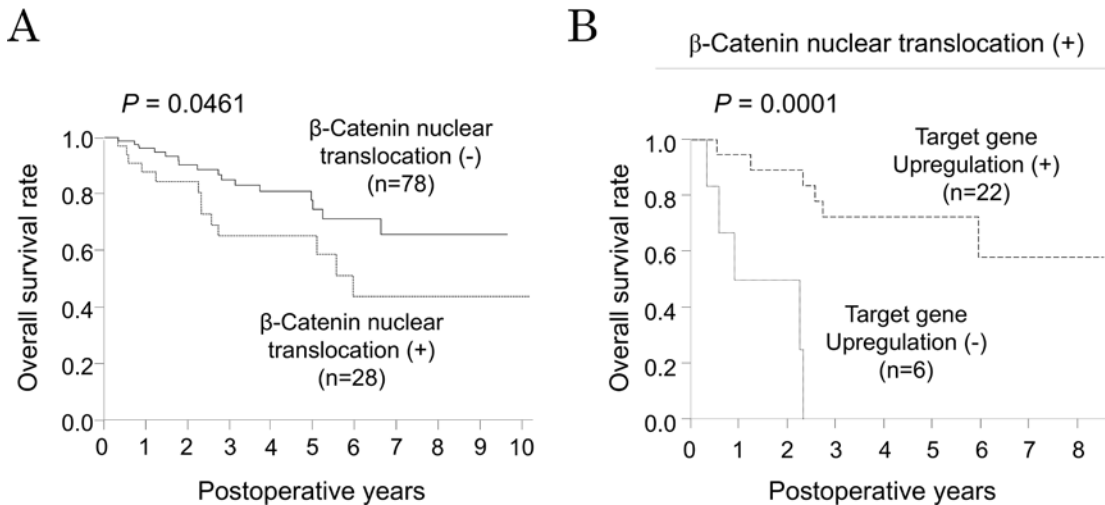 A
P = 0.0461
β-Catenin nuclear
translocation (-)
(n=78)
β-Catenin nuclear
translocation (+)
(n=28)
Overall survival rate
1.0
0.8
0.6
0.4
0.2
0.0
0 1 2 3 4 5 6 7 8 9 10
Postoperative years
B
β-Catenin nuclear translocation (+)
P = 0.0001
Target gene
Upregulation (+)
(n=22)
Target gene
Upregulation (-)
(n=6)
Overall survival rate
1.0
0.8
0.6
0.4
0.2
0.0
0 1 2 3 4 5 6 7 8
Postoperative years